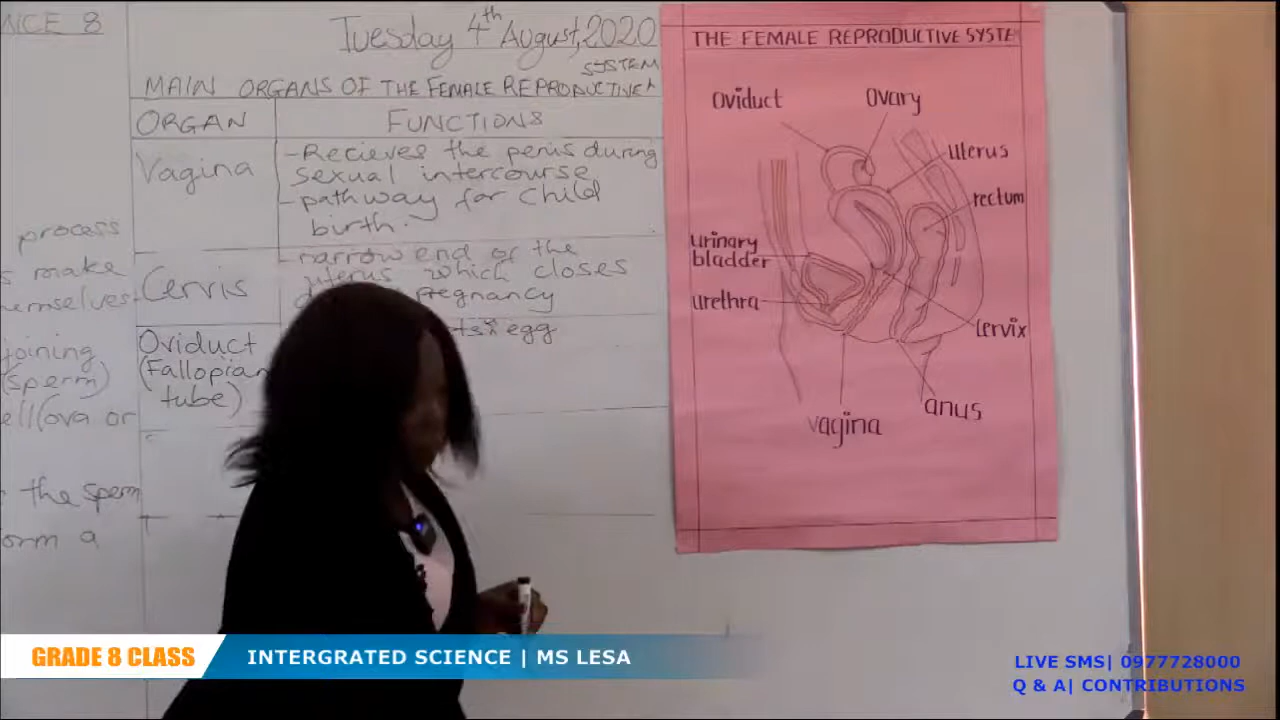 NCE 8
process
s make
hemselves
joining
(sperm)
ell(ova or
the sperm
orm a
Tuesday 4th August, 2020
MAIN ORGANS OF THE FEMALE REPRODUCTIVE SYSTEM
ORGAN FUNCTIONS
Vagina
-Recieves the penis during
sexual intercourse
-pathway for child
birth.
Cervis
-narrow end of the
uterus which closes
pregnancy
Oviduct
(Fallopian
tube)
egg
THE FEMALE REPRODUCTIVE SYSTE
Oviduct
Ovary
Uterus
rectum
urinary
bladder
urethra
Cervix
anus
vagina
GRADE 8 CLASS
INTERGRATED SCIENCE | MS LESA
LIVE SMS| 0977728000
Q & A| CONTRIBUTIONS